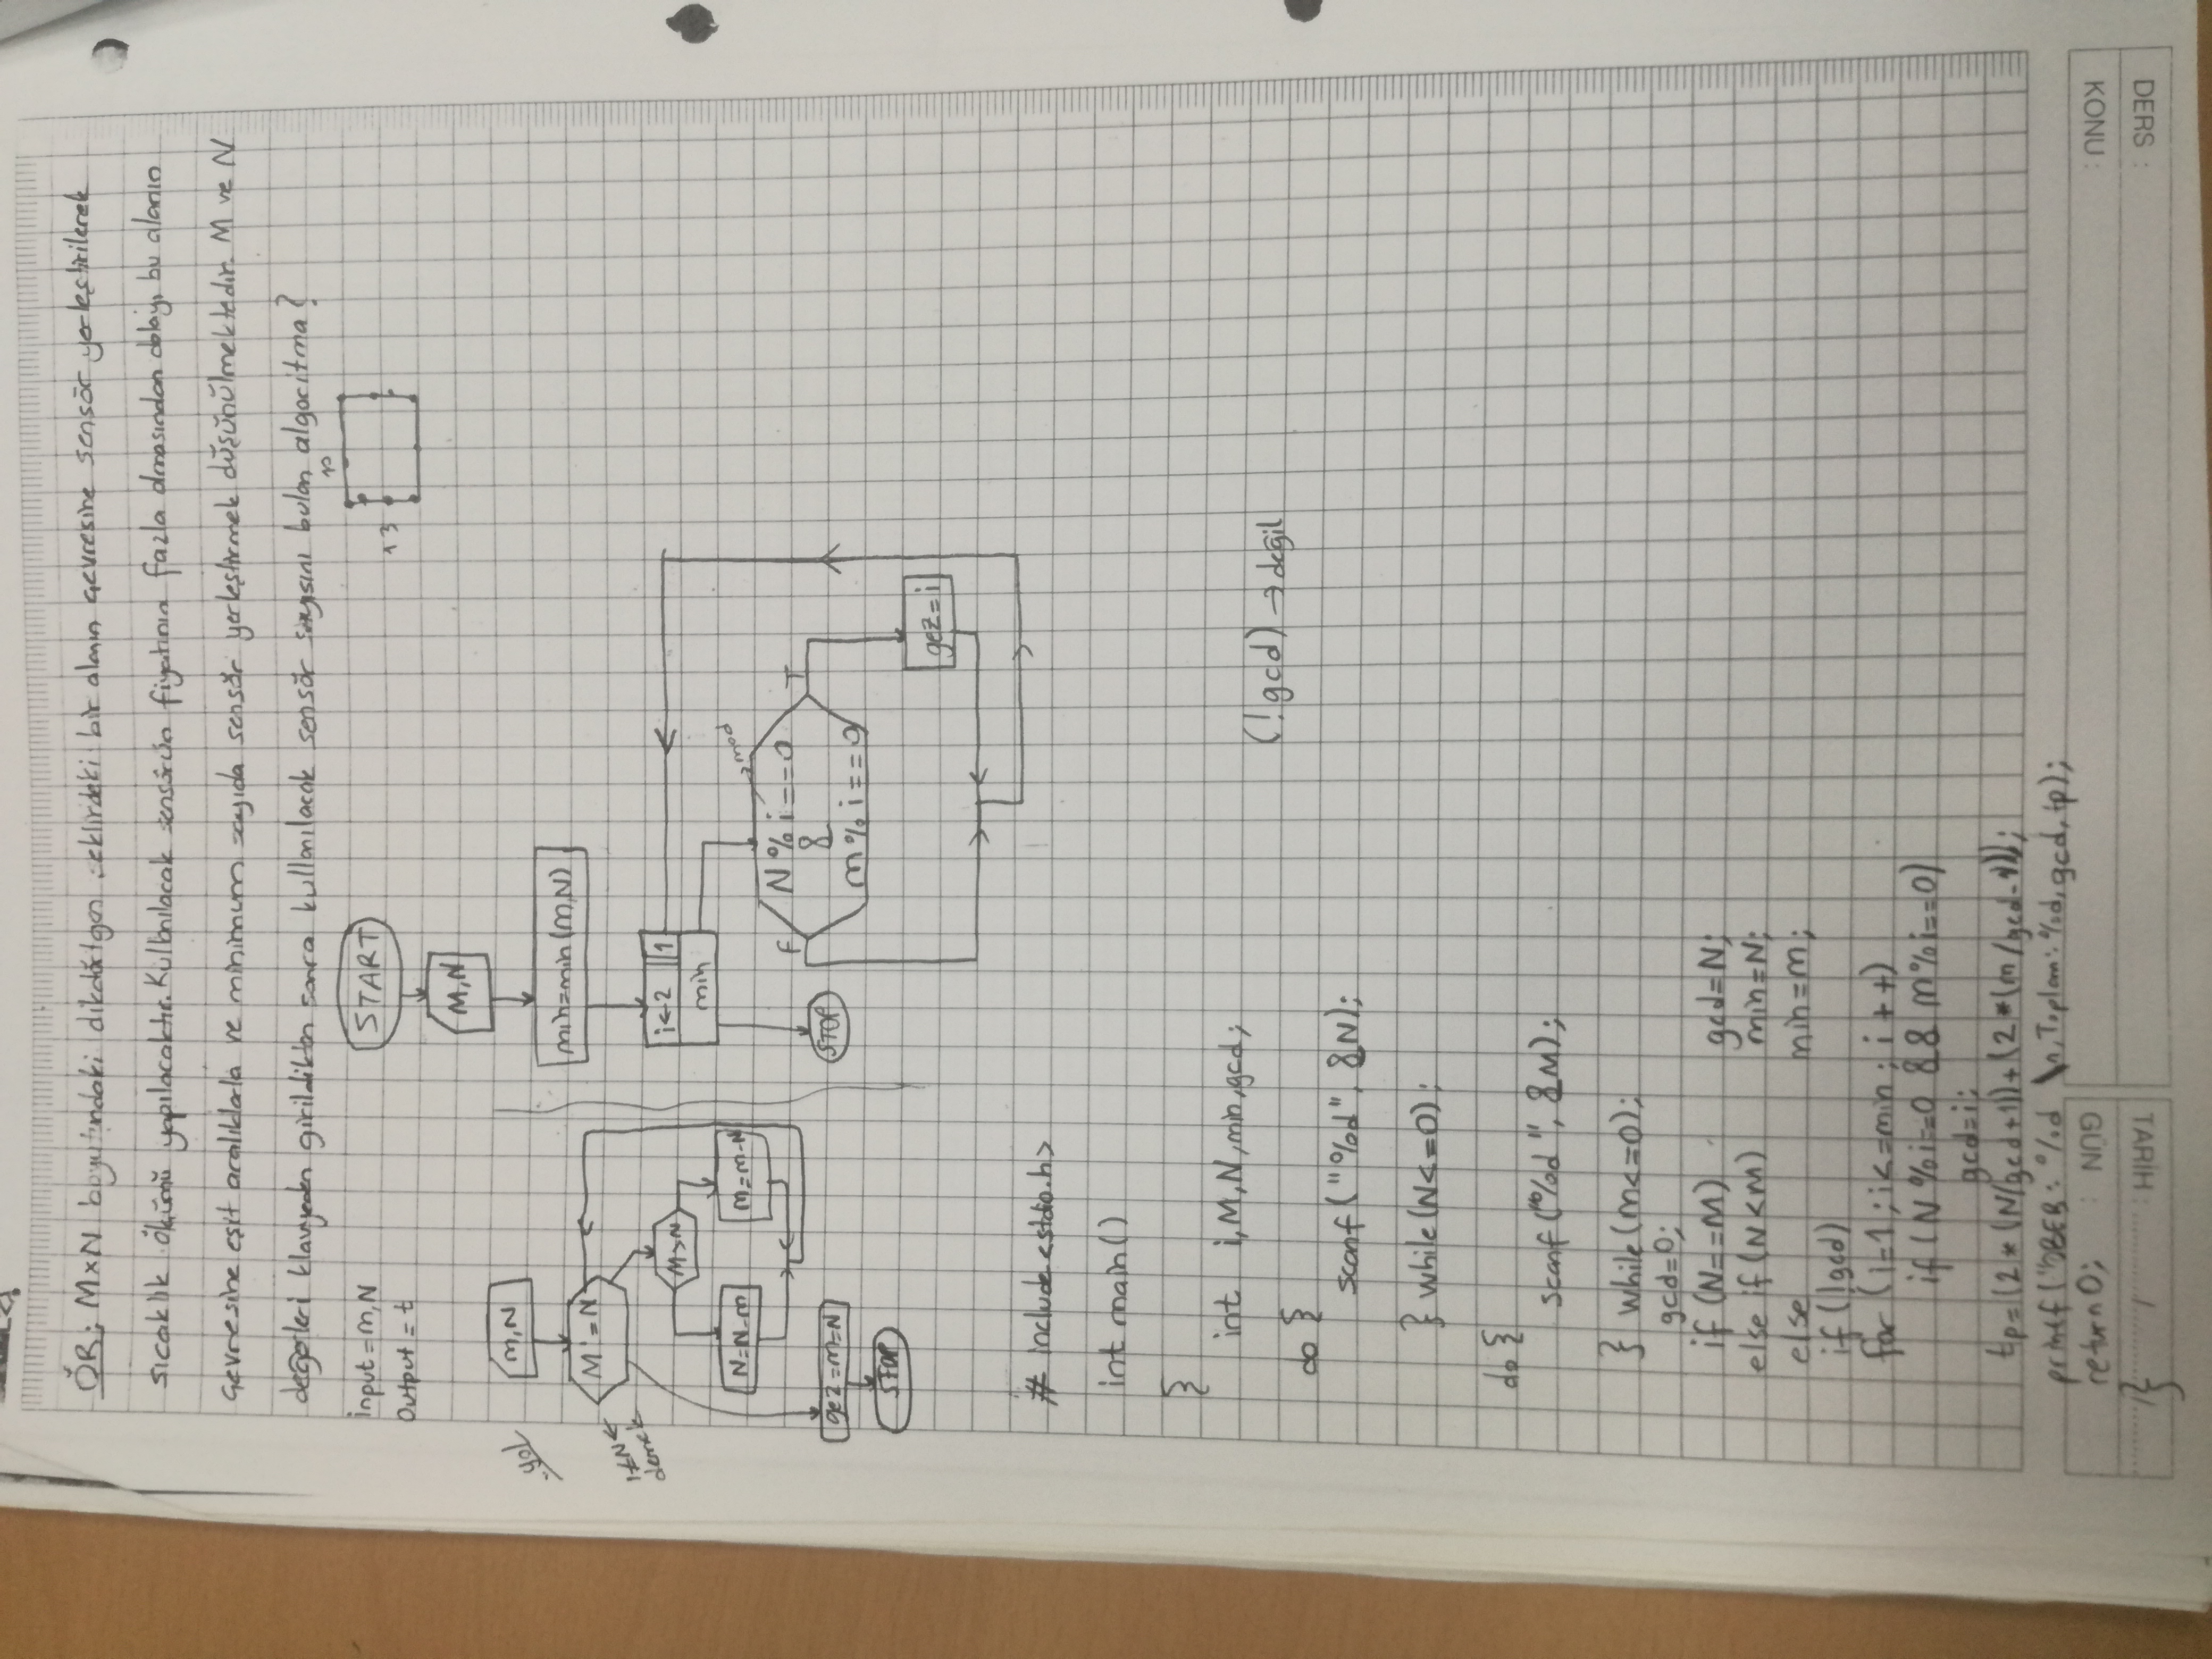 ÖR: MxN boyutundaki dikdörtgen şeklindeki bir alanın çevresine sensör yerleştirilerek
sıcaklık ölçümü yapılacaktır. Kullanılacak sensörün fiyatının fazla olmasından dolayı bu alanın
çevresine eşit aralıklarla ve minimum sayıda sensör yerleştirmek düşünülmektedir. M ve N
değerleri klavyeden girildikten sonra kullanılacak sensör sayısını bulan algoritma?
input = m,N
Output = t
START
13
M,N
yol
m,N
min=min(m,N)
M != N
demek
M>N
i←2 1
min
N=N-m
m=m-N
→mod
F
N%i==0
&
m%i==0
T
STOP
gez=m=N
STOP
gez=i
# include <stdio.h>
int main()
{
int i,M,N,min,gcd;
(!gcd) → değil
do {
scanf("%d", &N);
} while(N<=0);
do {
scanf("%d", &M);
} while(m<=0);
gcd=0;
if (N==M) gcd=N;
else if (N<M) min=N;
else min=m;
if (!gcd)
for (i=1; i<=min; i++)
if (N%i==0 && m%i==0)
gcd=i;
tp=(2*(N/gcd+1))+(2*(m/gcd-1));
printf("OBEB: %d \n,Toplam: %d, gcd, tp);
return 0;
}
GÜN :
KONU :
TARİH : / /
DERS :